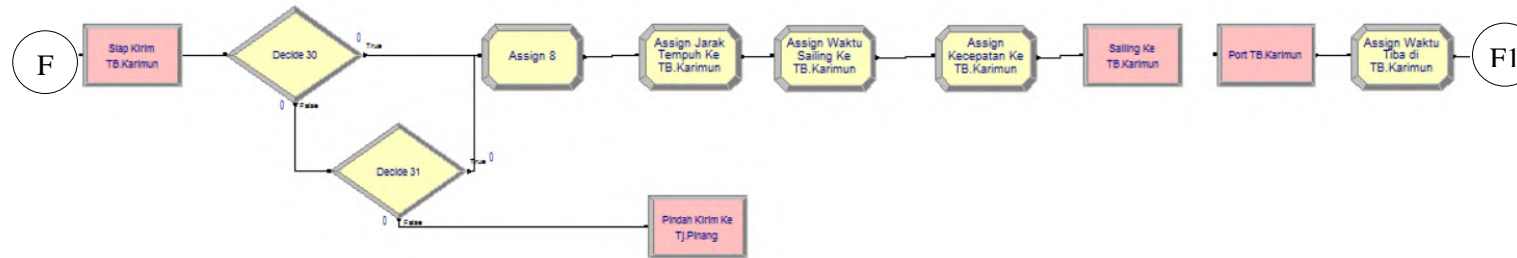 F
Siap Kirim
TB.Karimun
Decide 30
0
True
0
False
Assign 8
Assign Jarak
Tempuh Ke
TB.Karimun
Assign Waktu
Sailing Ke
TB.Karimun
Assign
Kecepatan Ke
TB.Karimun
Sailing Ke
TB.Karimun
Port TB.Karimun
Assign Waktu
Tiba di
TB.Karimun
F1
Decide 31
True
0
0
False
Pindah Kirim Ke
Tj.Pinang